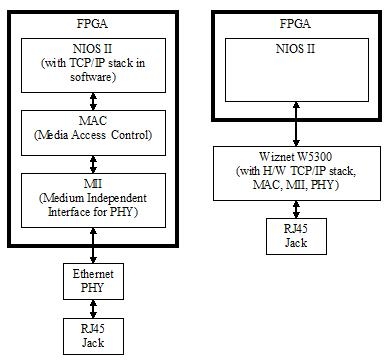 FPGA
NIOS II
(with TCP/IP stack in
software)
MAC
(Media Access Control)
MII
(Medium Independent
Interface for PHY)
Ethernet
PHY
RJ45
Jack
FPGA
NIOS II
Wiznet W5300
(with H/W TCP/IP stack,
MAC, MII, PHY)
RJ45
Jack